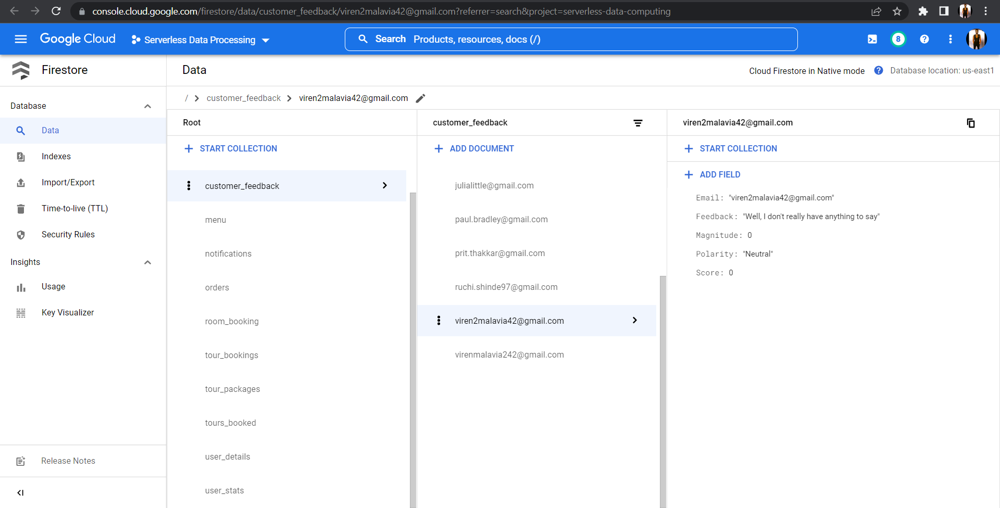 console.cloud.google.com/firestore/data/customer_feedback/viren2malavia42@gmail.com?referrer=search&project=serverless-data-computing
Google Cloud
Serverless Data Processing
Search Products, resources, docs (/)
8
Firestore
Data
Cloud Firestore in Native mode
Database location: us-east1
/ customer_feedback viren2malavia42@gmail.com
Database
Data
Indexes
Import/Export
Time-to-live (TTL)
Security Rules
Insights
Usage
Key Visualizer
Release Notes
Root
START COLLECTION
customer_feedback
menu
notifications
orders
room_booking
tour_bookings
tour_packages
tours_booked
user_details
user_stats
customer_feedback
ADD DOCUMENT
julialittle@gmail.com
paul.bradley@gmail.com
prit.thakkar@gmail.com
ruchi.shinde97@gmail.com
viren2malavia42@gmail.com
virenmalavia242@gmail.com
viren2malavia42@gmail.com
START COLLECTION
ADD FIELD
Email: "viren2malavia42@gmail.com"
Feedback: "Well, I don't really have anything to say"
Magnitude: 0
Polarity: "Neutral"
Score: 0